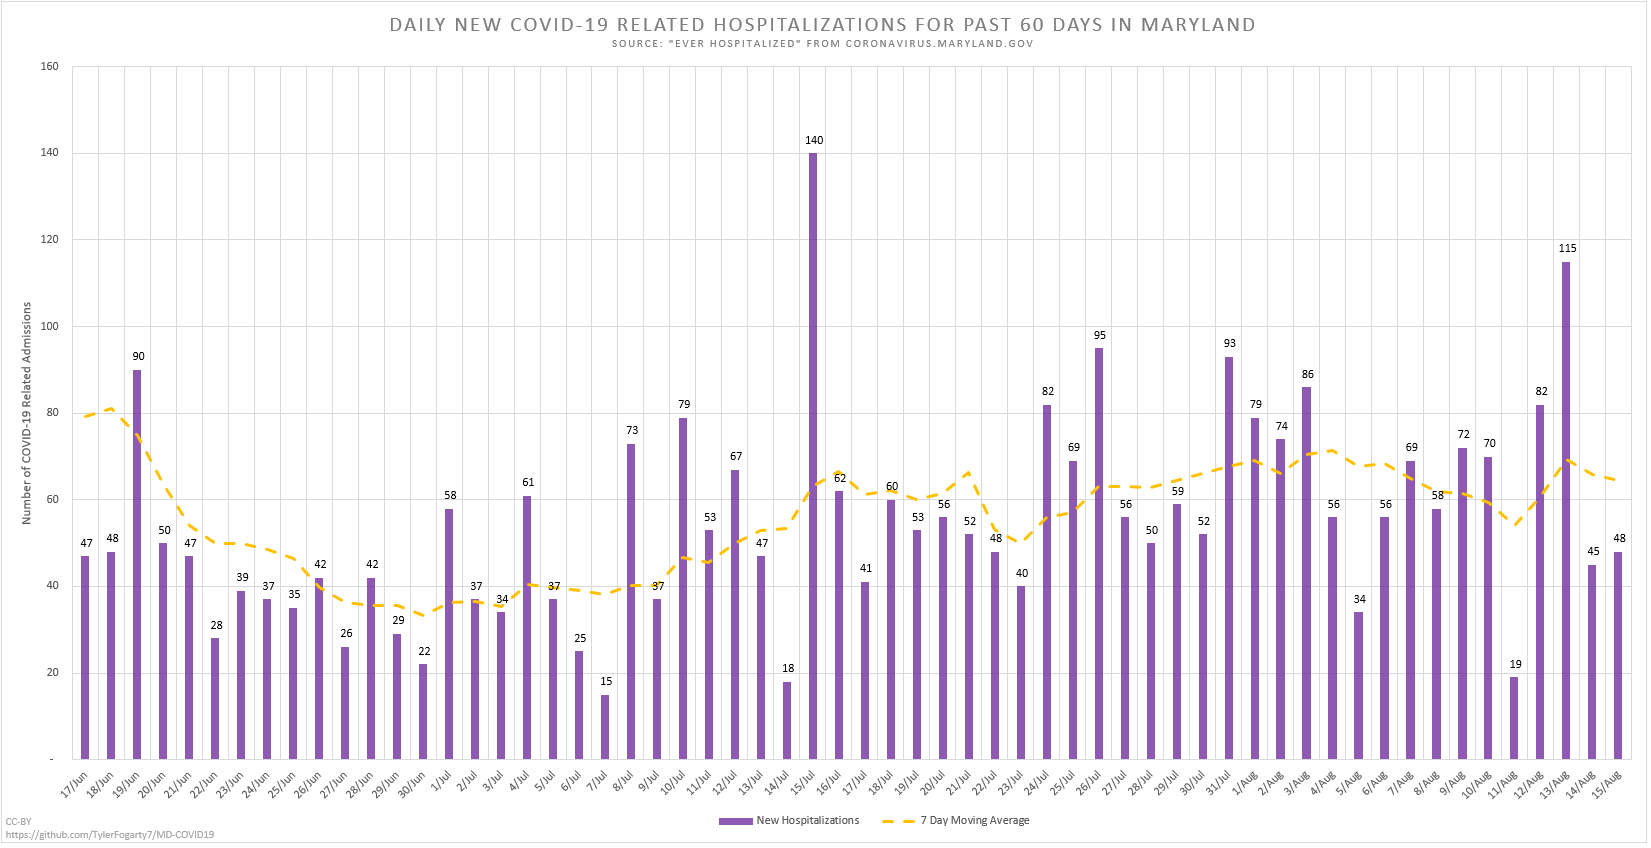 DAILY NEW COVID-19 RELATED HOSPITALIZATIONS FOR PAST 60 DAYS IN MARYLAND
SOURCE: "EVER HOSPITALIZED" FROM CORONAVIRUS.MARYLAND.GOV
Number of COVID-19 Related Admissions
160
140
120
100
80
60
40
20
-
47 48 90 50 47 28 39 37 35 42 26 42 29 22 58 37 34 61 37 25 15 73 37 79 53 67 47 18 140 62 41 60 53 56 52 48 40 82 69 95 56 50 59 52 93 79 74 86 56 34 56 69 58 72 70 19 82 115 45 48
17/Jun 18/Jun 19/Jun 20/Jun 21/Jun 22/Jun 23/Jun 24/Jun 25/Jun 26/Jun 27/Jun 28/Jun 29/Jun 30/Jun 1/Jul 2/Jul 3/Jul 4/Jul 5/Jul 6/Jul 7/Jul 8/Jul 9/Jul 10/Jul 11/Jul 12/Jul 13/Jul 14/Jul 15/Jul 16/Jul 17/Jul 18/Jul 19/Jul 20/Jul 21/Jul 22/Jul 23/Jul 24/Jul 25/Jul 26/Jul 27/Jul 28/Jul 29/Jul 30/Jul 31/Jul 1/Aug 2/Aug 3/Aug 4/Aug 5/Aug 6/Aug 7/Aug 8/Aug 9/Aug 10/Aug 11/Aug 12/Aug 13/Aug 14/Aug 15/Aug
New Hospitalizations 7 Day Moving Average
CC-BY
https://github.com/TylerFogarty7/MD-COVID19